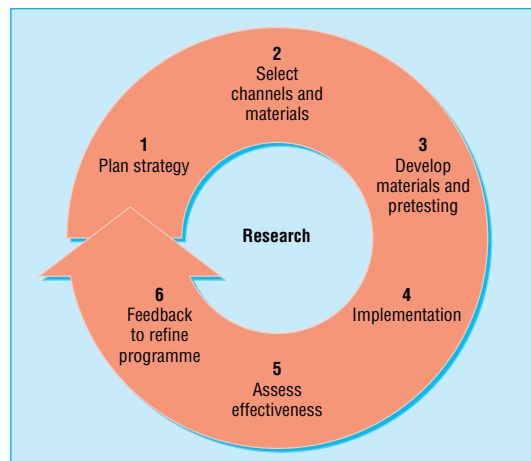 1
Plan strategy
2
Select
channels and
materials
3
Develop
materials and
pretesting
4
Implementation
5
Assess
effectiveness
6
Feedback
to refine
programme
Research